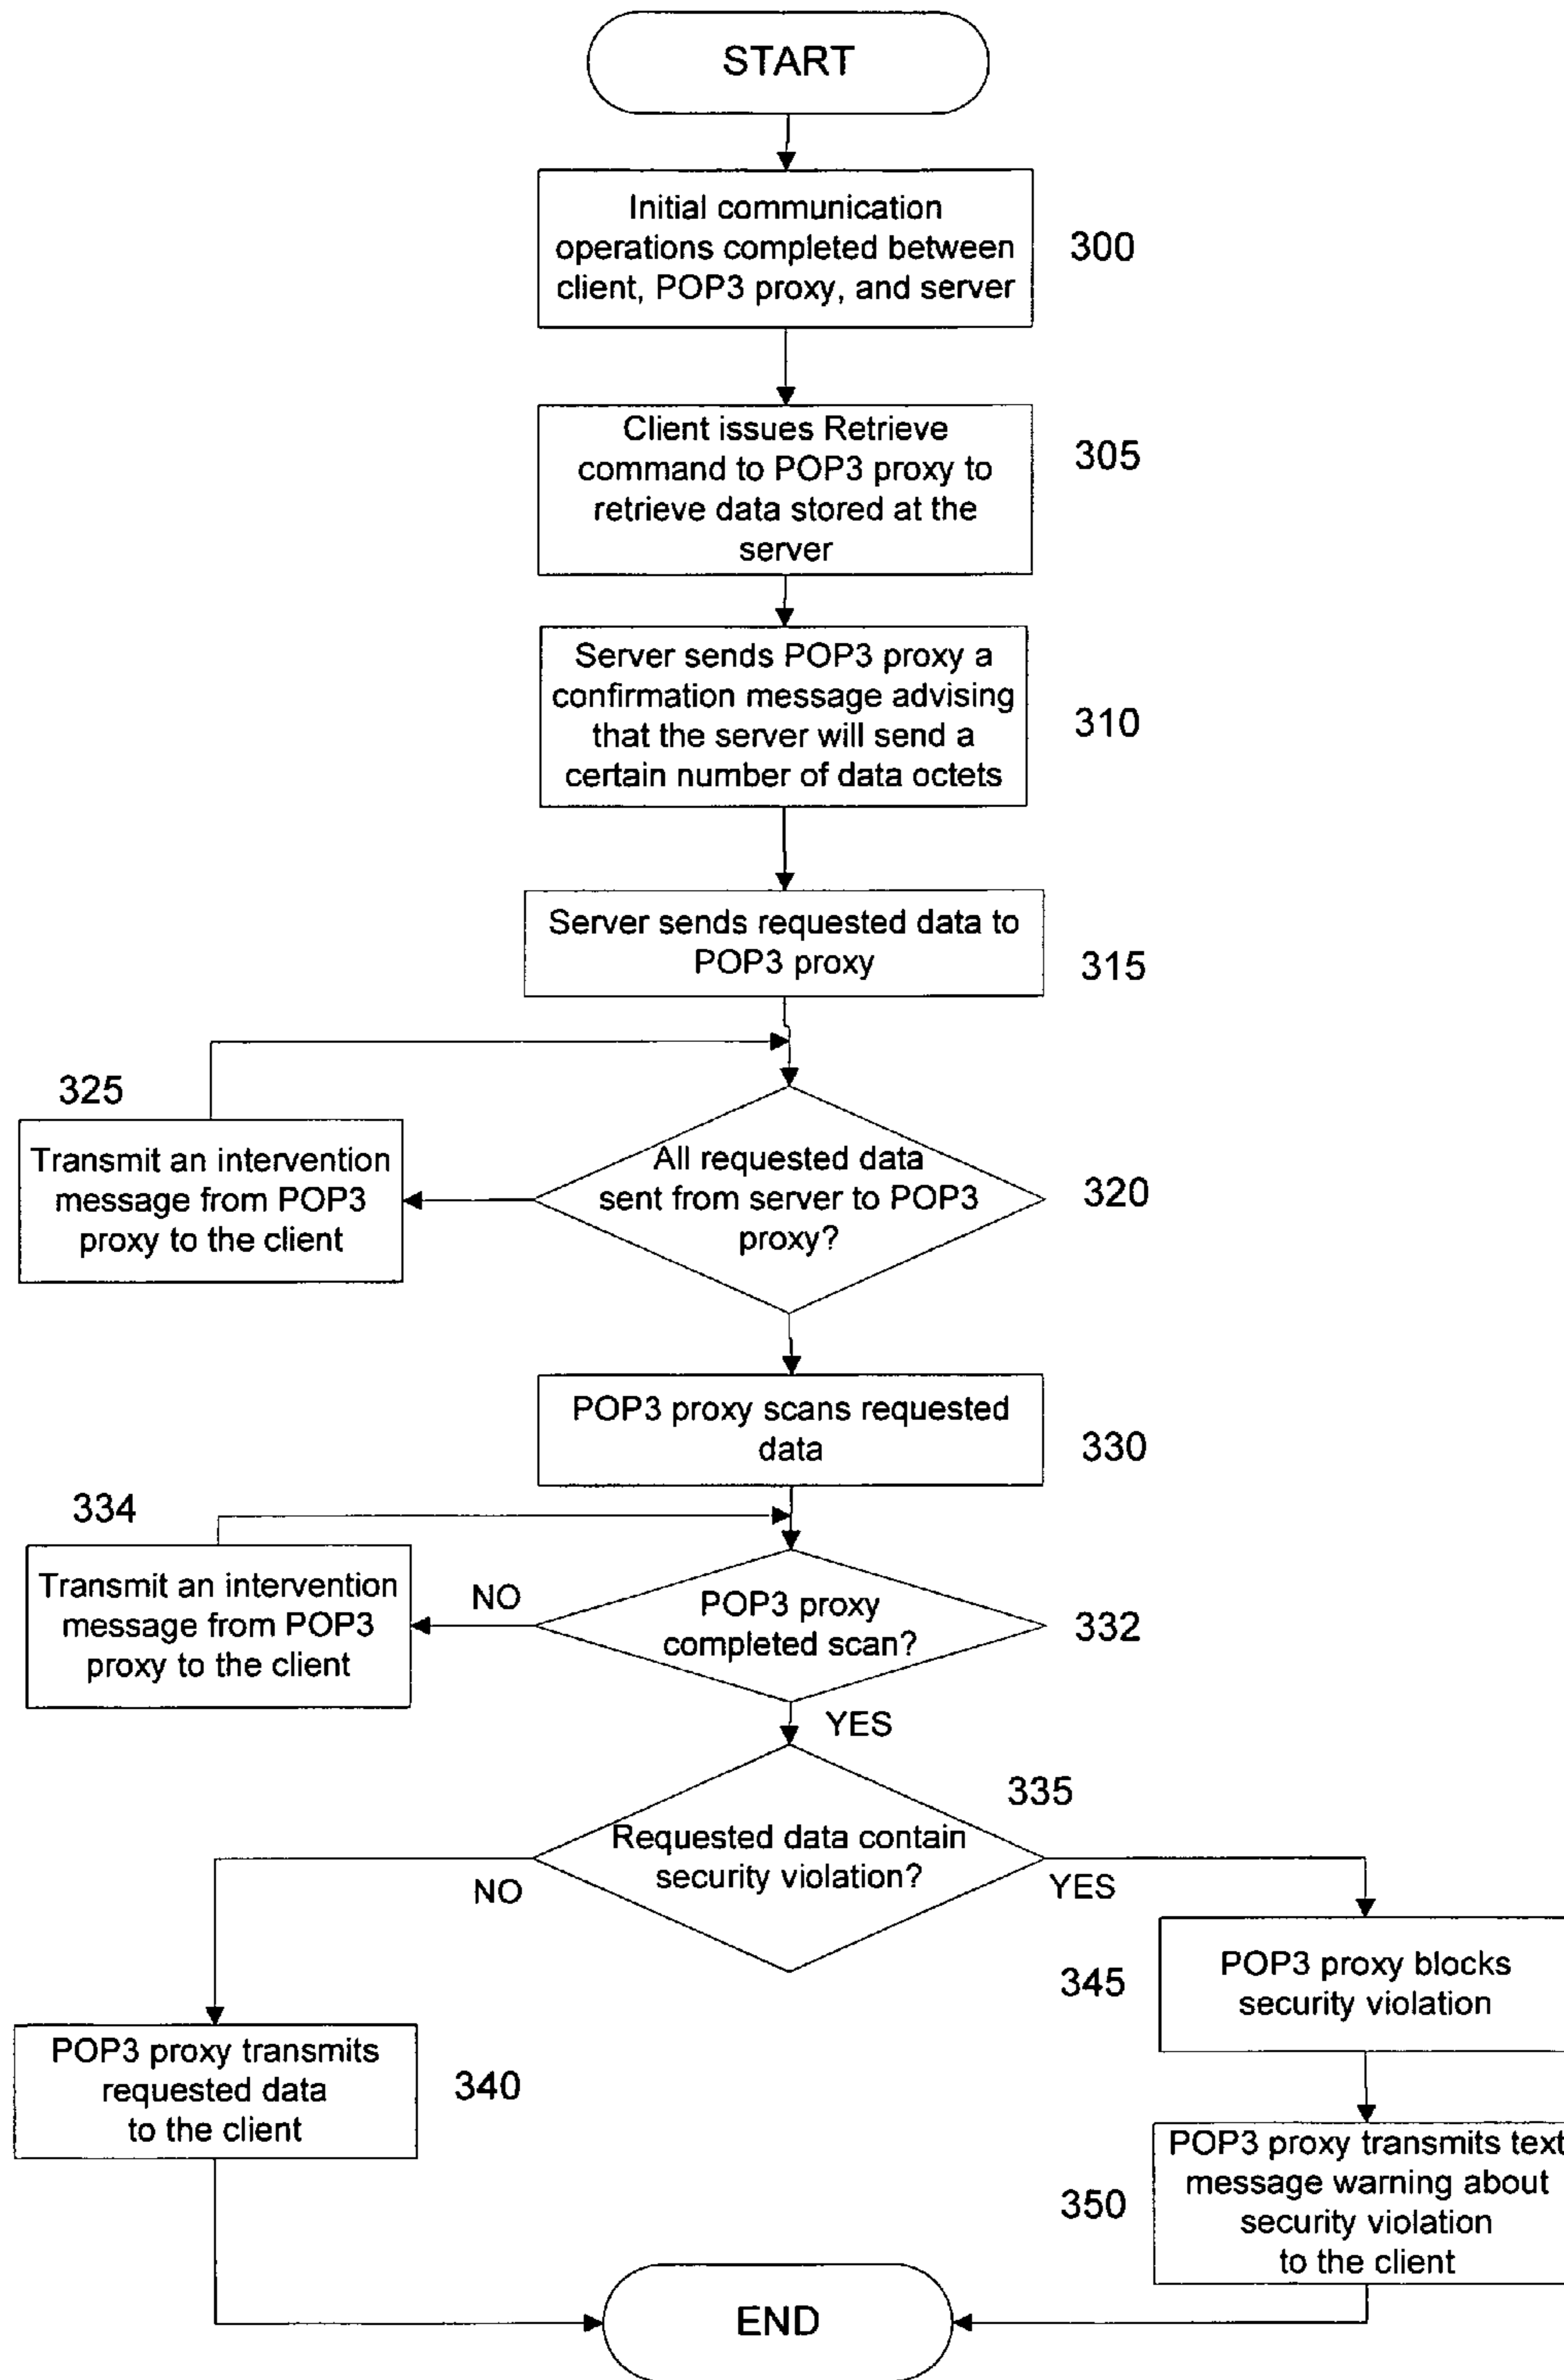 START
Initial communication
operations completed between
client, POP3 proxy, and server
300
Client issues Retrieve
command to POP3 proxy to
retrieve data stored at the
server
305
Server sends POP3 proxy a
confirmation message advising
that the server will send a
certain number of data octets
310
Server sends requested data to
POP3 proxy
315
325
Transmit an intervention
message from POP3
proxy to the client
All requested data
sent from server to POP3
proxy?
320
POP3 proxy scans requested
data
330
334
Transmit an intervention
message from POP3
proxy to the client
NO
POP3 proxy
completed scan?
332
YES
335
Requested data contain
security violation?
NO
YES
345
POP3 proxy blocks
security violation
POP3 proxy transmits
requested data
to the client
340
350
POP3 proxy transmits text
message warning about
security violation
to the client
END